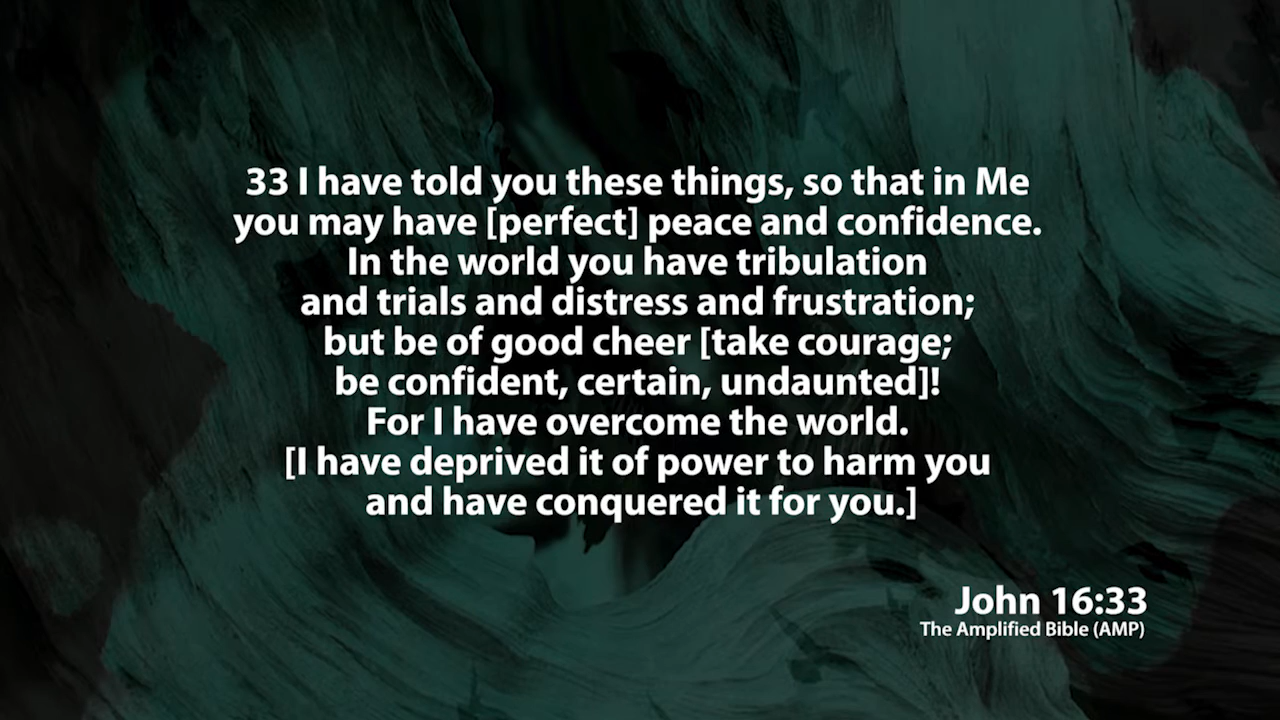 33 I have told you these things, so that in Me
you may have [perfect] peace and confidence.
In the world you have tribulation
and trials and distress and frustration;
but be of good cheer [take courage;
be confident, certain, undaunted]!
For I have overcome the world.
[I have deprived it of power to harm you
and have conquered it for you.]
John 16:33
The Amplified Bible (AMP)